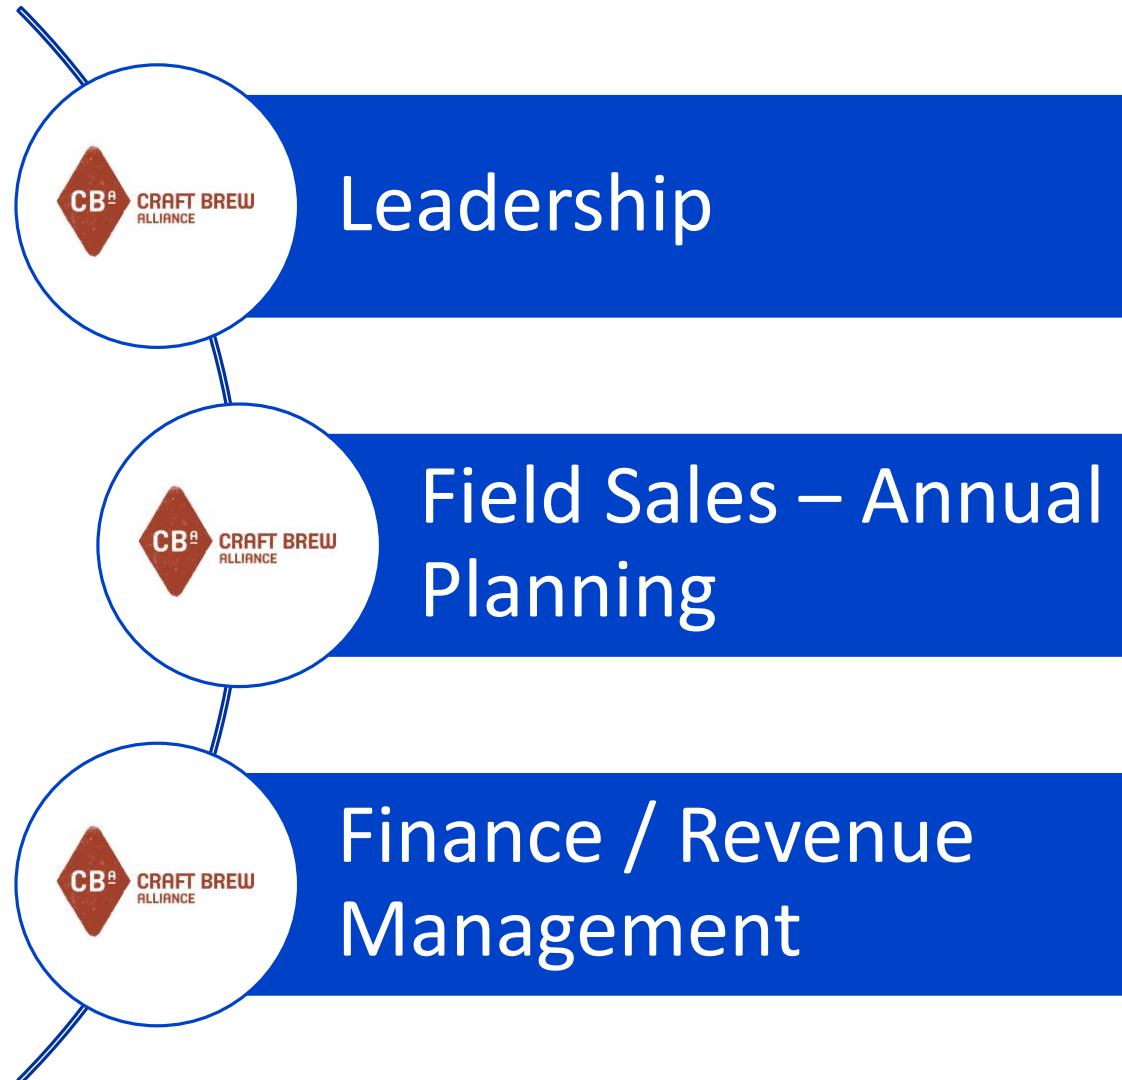 CBA CRAFT BREW
ALLIANCE
Leadership
CBA CRAFT BREW
ALLIANCE
Field Sales – Annual
Planning
CBA CRAFT BREW
ALLIANCE
Finance / Revenue
Management